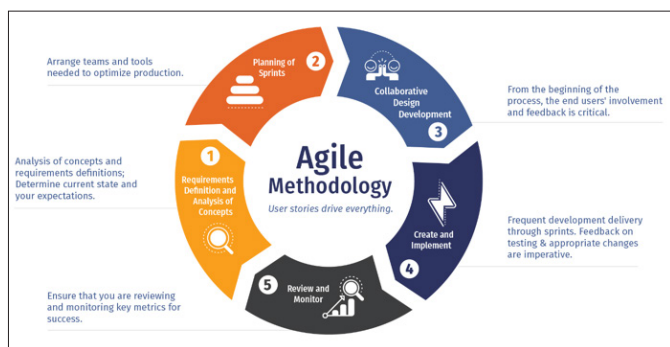 Agile
Methodology
User stories drive everything.
1
Requirements
Definition and
Analysis of
Concepts
Analysis of concepts and
requirements definitions;
Determine current state and
your expectations.
2
Planning of
Sprints
Arrange teams and tools
needed to optimize production.
Collaborative
Design
Development
3
From the beginning of the
process, the end users' involvement
and feedback is critical.
Create and
Implement
4
Frequent development delivery
through sprints. Feedback on
testing & appropriate changes
are imperative.
5
Review and
Monitor
Ensure that you are reviewing
and monitoring key metrics for
success.